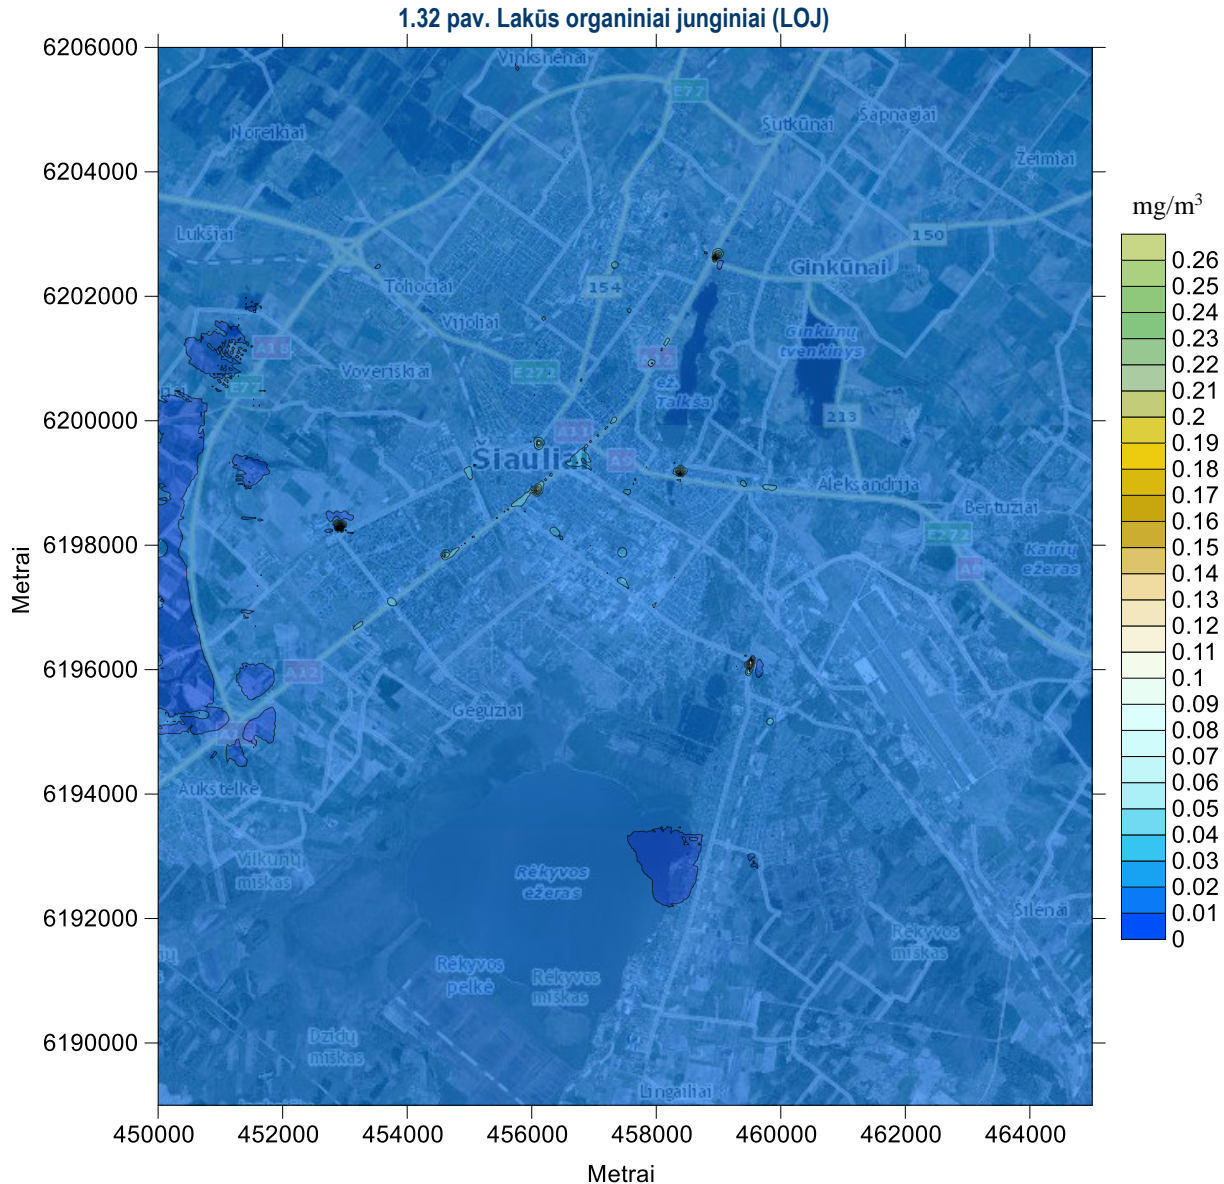 1.32 pav. Lakūs organiniai junginiai (LOJ)
6206000
6204000
6202000
6200000
6198000
6196000
6194000
6192000
6190000
Metrai
450000
452000
454000
456000
458000
460000
462000
464000
Metrai
mg/m³
0.26
0.25
0.24
0.23
0.22
0.21
0.2
0.19
0.18
0.17
0.16
0.15
0.14
0.13
0.12
0.11
0.1
0.09
0.08
0.07
0.06
0.05
0.04
0.03
0.02
0.01
0
Vinkšnėnai
E77
Noreikiai
Sutkūnai
Šapnagiai
Žeimiai
Lukšiai
150
Ginkūnai
Točiočiai
154
Vijoliai
Ginkūnų
tvenkinys
E77
Voveriškiai
E272
ež.
Talkša
213
Šiauliai
Aleksandrija
Bertužiai
E272
Kairių
ežeras
A12
Gegužiai
Aukštelkė
Vilkūnų
miškas
Rėkyvos
ežeras
Šilėnai
Rėkyvos
miškas
Rėkyvos
pelkė
Rėkyvos
miškas
Dzidų
miškas
Lingailiai